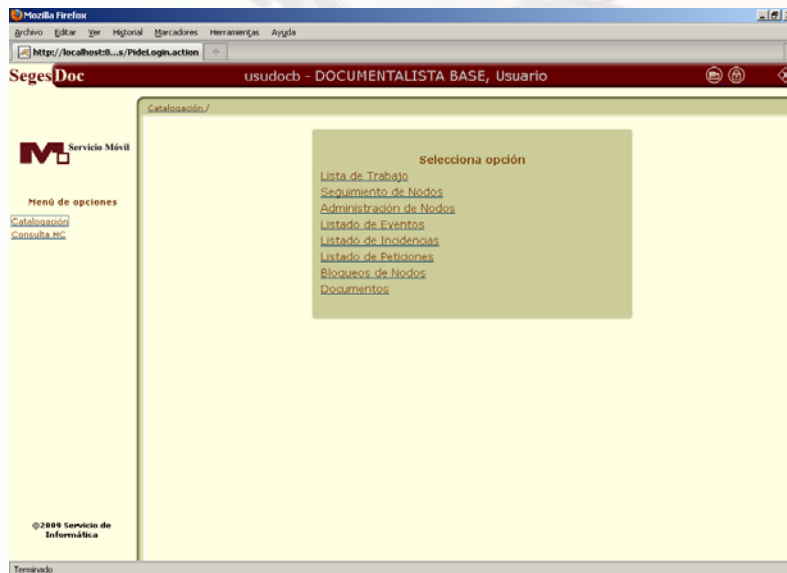 Mozilla Firefox
Archivo Editar Ver Historial Marcadores Herramientas Ayuda
http://localhost:8...s/PideLogin.action
SegesDoc usudocb - DOCUMENTALISTA BASE, Usuario
Catalogación /
Servicio Móvil
Menú de opciones
Catalogación
Consulta HC
Selecciona opción
Lista de Trabajo
Seguimiento de Nodos
Administración de Nodos
Listado de Eventos
Listado de Incidencias
Listado de Peticiones
Bloqueos de Nodos
Documentos
©2009 Servicio de
Informática
Terminado